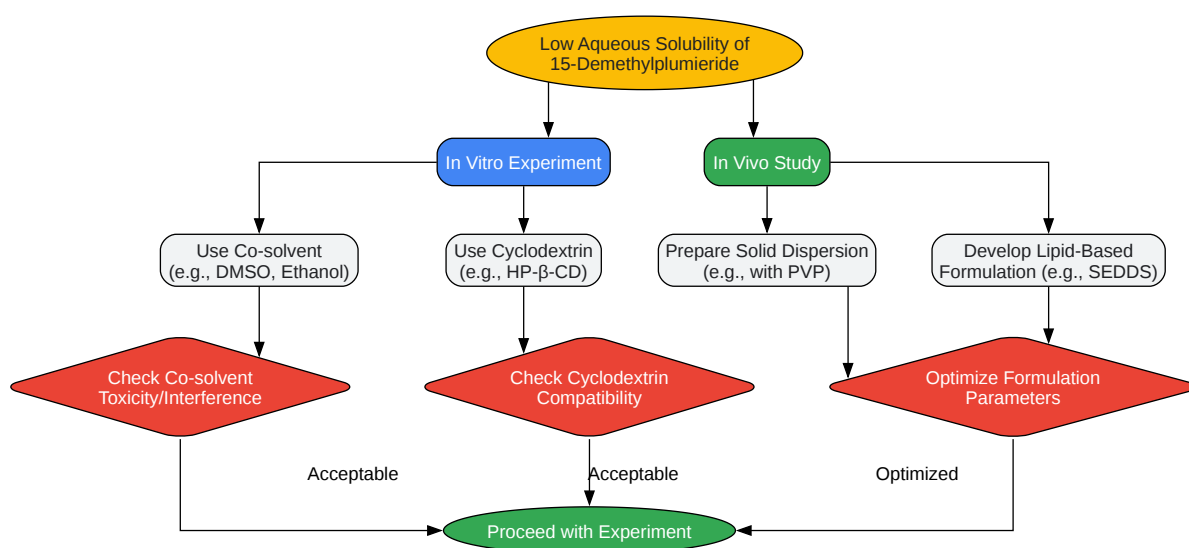 Low Aqueous Solubility of
15-Demethylplumieride
In Vitro Experiment
In Vivo Study
Use Co-solvent
(e.g., DMSO, Ethanol)
Use Cyclodextrin
(e.g., HP-β-CD)
Prepare Solid Dispersion
(e.g., with PVP)
Develop Lipid-Based
Formulation (e.g., SEDDS)
Check Co-solvent
Toxicity/Interference
Check Cyclodextrin
Compatibility
Optimize Formulation
Parameters
Acceptable
Acceptable
Optimized
Proceed with Experiment